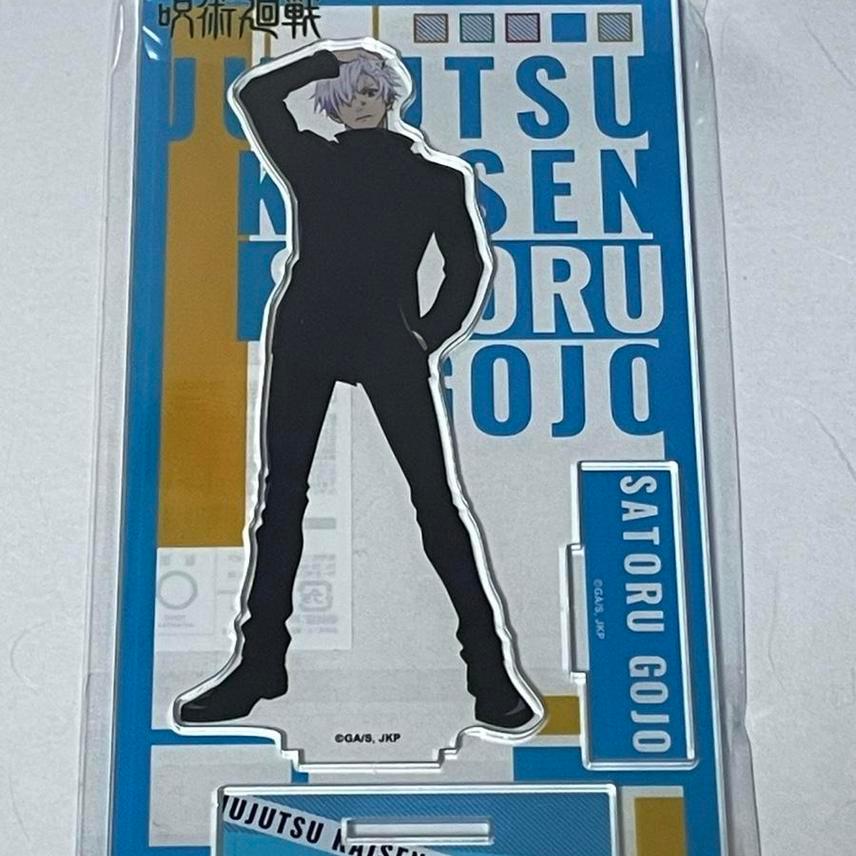 呪術廻戦
JUJUTSU
KAISEN
SATORU
GOJO
SATORU GOJO
©GA/S, JKP
©GA/S, JKP
JUJUTSU KAISEN